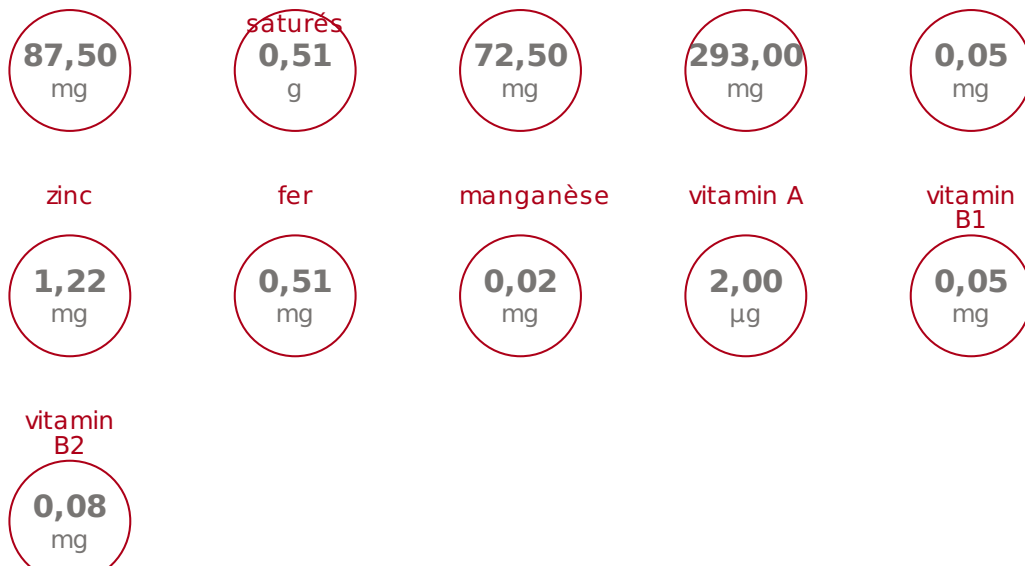 saturés
87,50
mg
0,51
g
72,50
mg
293,00
mg
0,05
mg
zinc
fer
manganèse
vitamin A
vitamin
B1
1,22
mg
0,51
mg
0,02
mg
2,00
µg
0,05
mg
vitamin
B2
0,08
mg